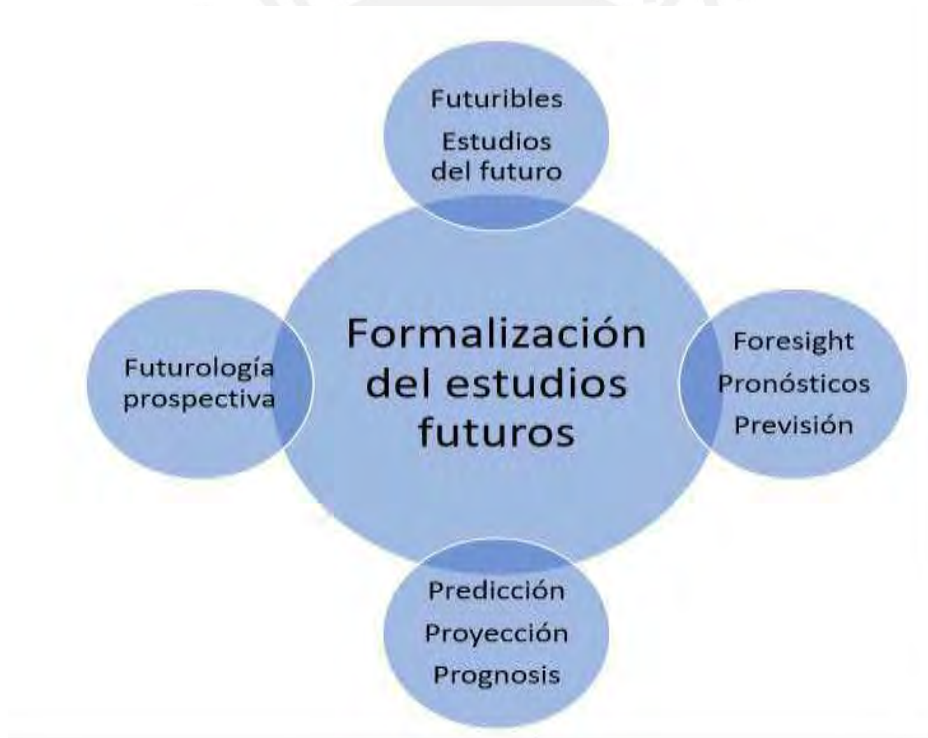 Futuribles
Estudios
del futuro
Formalización
del estudios
futuros
Futurología
prospectiva
Foresight
Pronósticos
Previsión
Predicción
Proyección
Prognosis